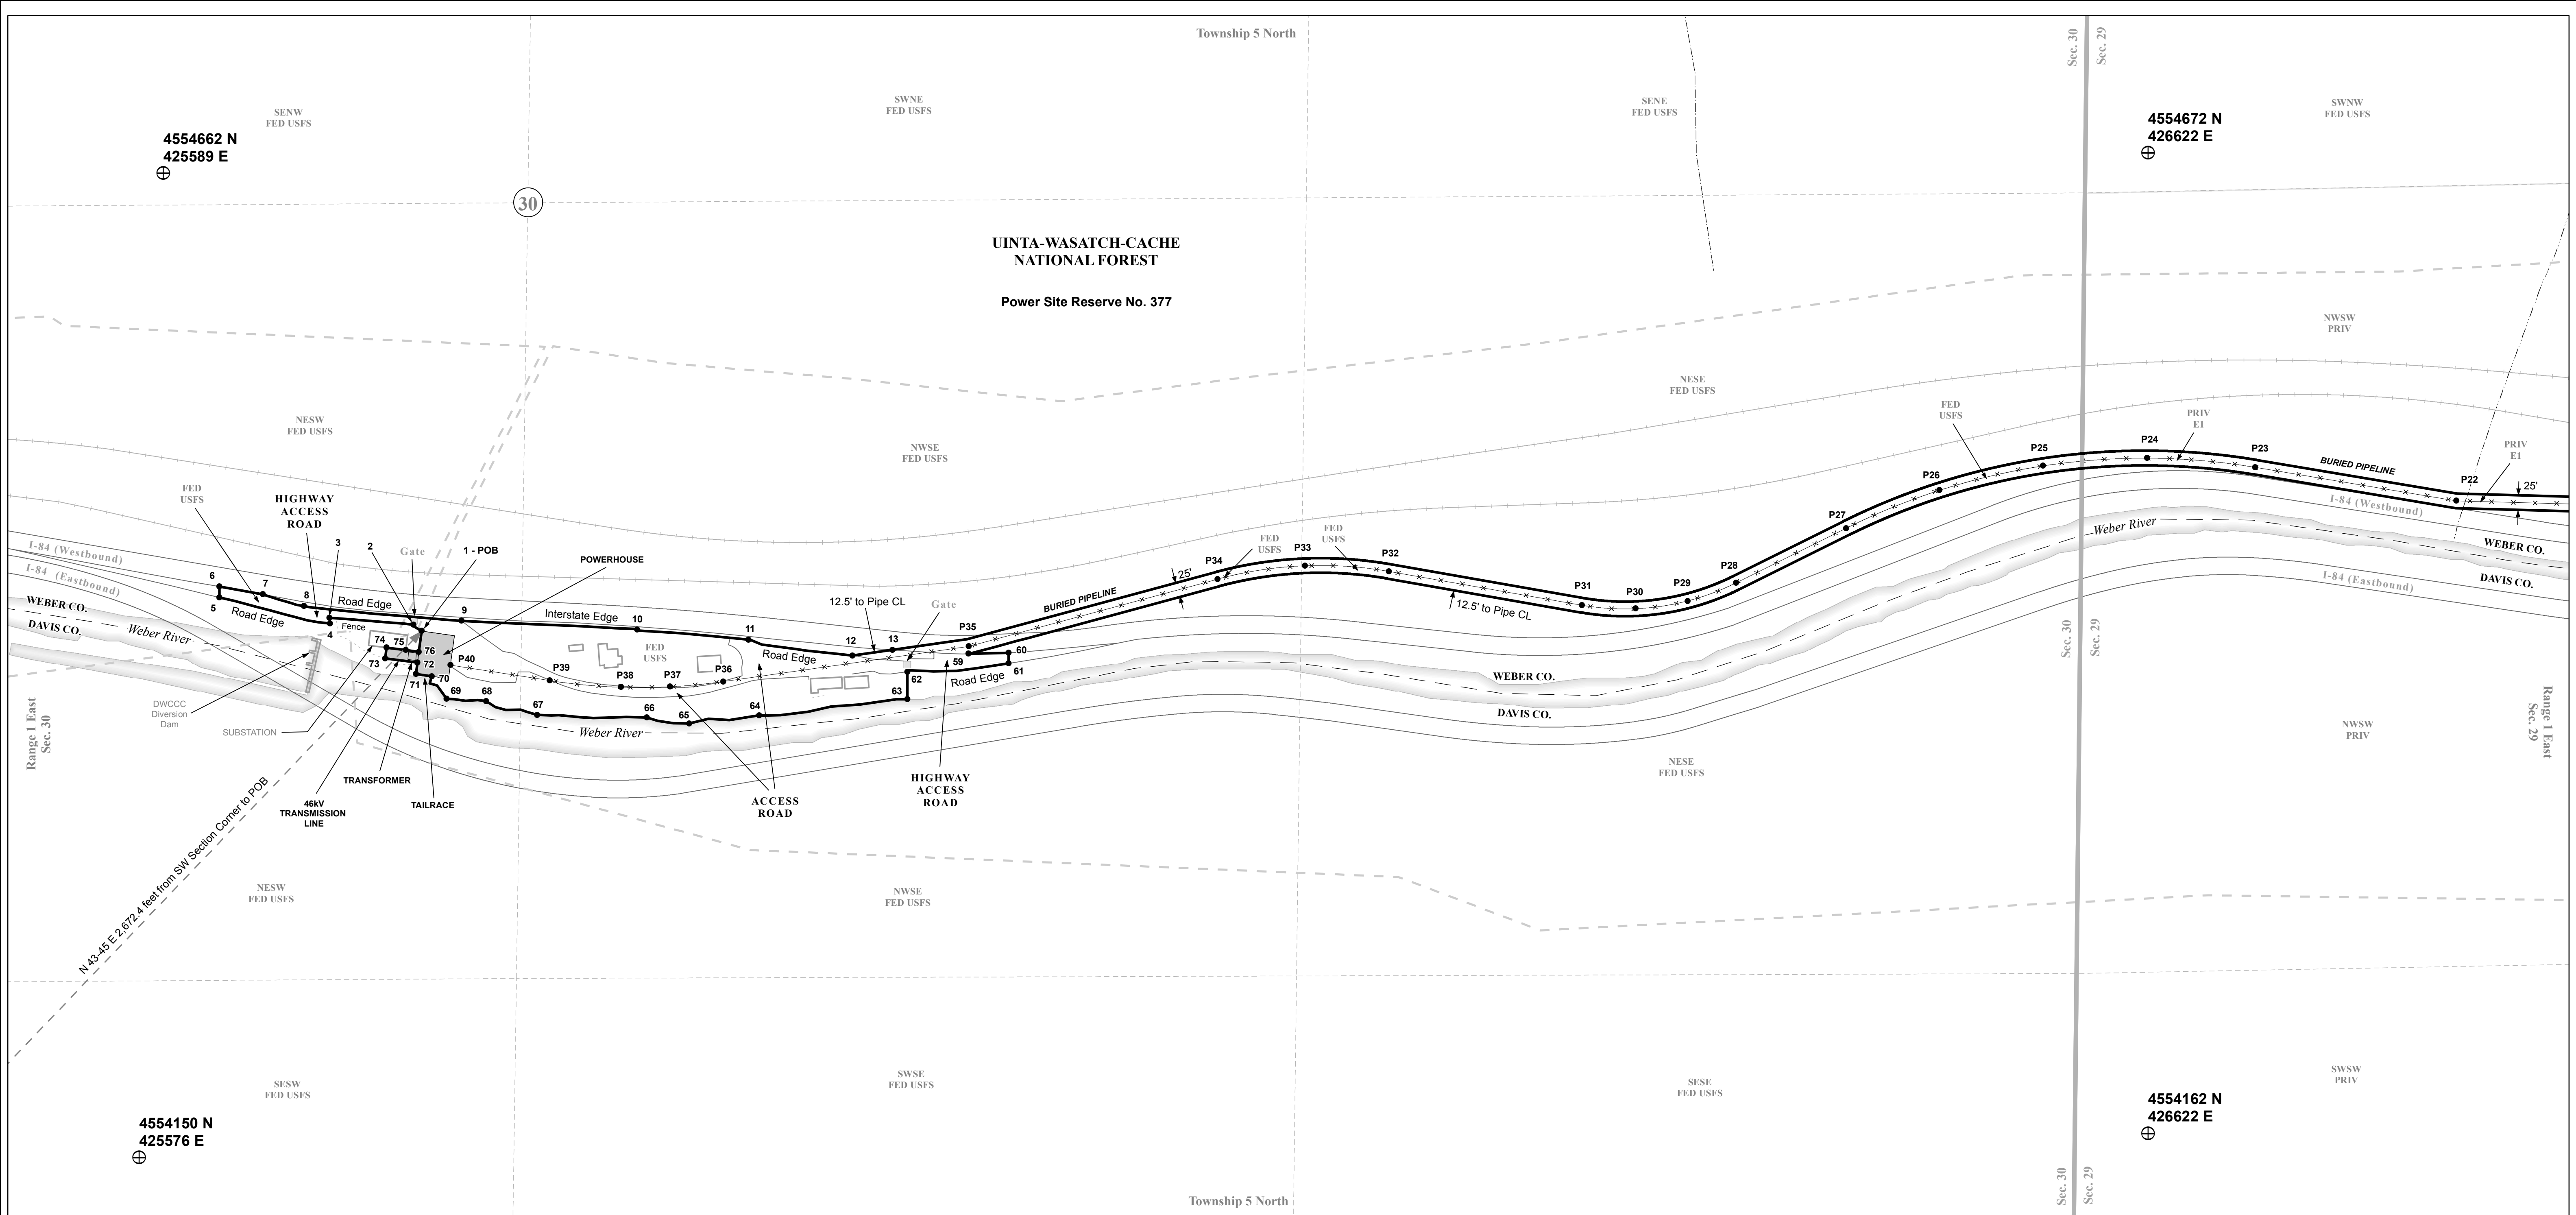 Township 5 North
Sec. 30
Sec. 29
SENW
FED USFS
SWNE
FED USFS
SENE
FED USFS
SWNW
FED USFS
4554662 N
425589 E
4554672 N
426622 E
30
UINTA-WASATCH-CACHE
NATIONAL FOREST
Power Site Reserve No. 377
NWSW
PRIV
NESE
FED USFS
NESW
FED USFS
NWSE
FED USFS
FED
USFS
PRIV
E1
P25
P24
P23
BURIED PIPELINE
PRIV
E1
P22
25'
P26
I-84 (Westbound)
FED
USFS
HIGHWAY
ACCESS
ROAD
P27
Weber River
WEBER CO.
I-84 (Westbound)
I-84 (Eastbound)
3
2
Gate
1 - POB
POWERHOUSE
FED
USFS
FED
USFS
P34
P33
P32
P28
I-84 (Eastbound)
DAVIS CO.
6
7
8
Road Edge
5
Road Edge
9
Interstate Edge
10
11
25'
BURIED PIPELINE
12.5' to Pipe CL
Gate
P31
P30
P29
12.5' to Pipe CL
WEBER CO.
DAVIS CO.
Weber River
4
Fence
74
75
76
73
72
71
70
P40
P39
FED
USFS
P38
P37
P36
Road Edge
12
13
P35
59
60
61
62
Road Edge
63
Sec. 30
Sec. 29
69
68
67
66
65
64
Weber River
WEBER CO.
DAVIS CO.
Range 1 East
Sec. 30
DWCCC
Diversion
Dam
SUBSTATION
Range 1 East
Sec. 29
NWSW
PRIV
NESE
FED USFS
TRANSFORMER
TAILRACE
46kV
TRANSMISSION
LINE
ACCESS
ROAD
HIGHWAY
ACCESS
ROAD
N 43-45 E 2,672.4 feet from SW Section Corner to POB
NESW
FED USFS
NWSE
FED USFS
SESW
FED USFS
SWSE
FED USFS
SESE
FED USFS
SWSW
PRIV
4554150 N
425576 E
4554162 N
426622 E
Sec. 30
Sec. 29
Township 5 North